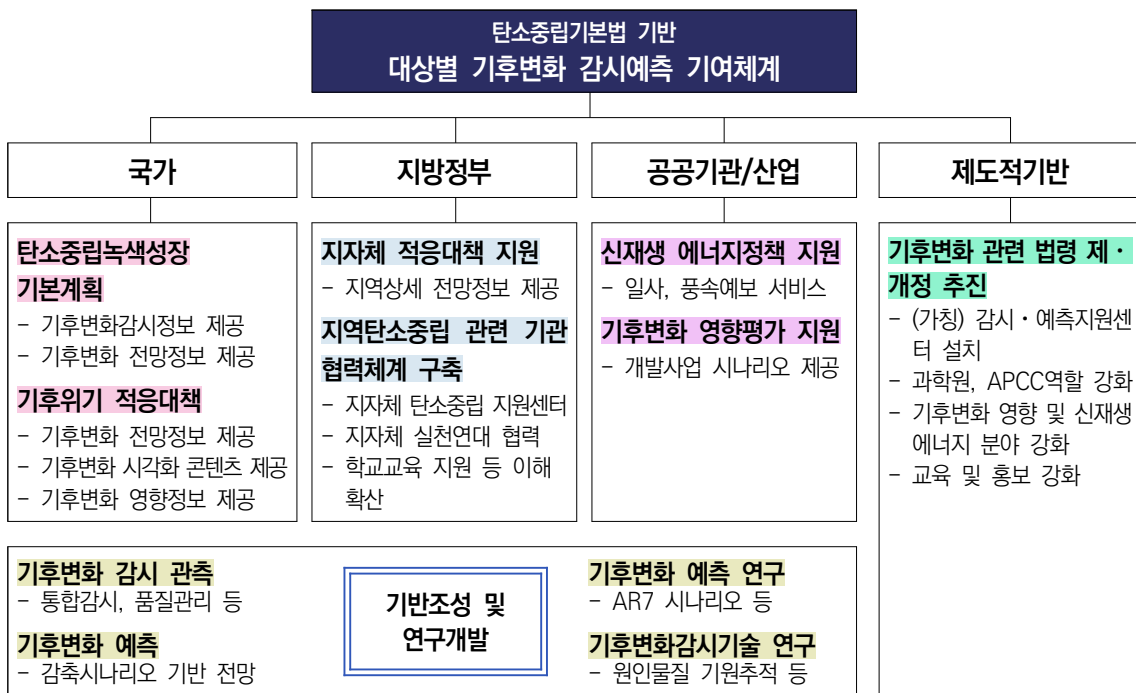 탄소중립기본법 기반
대상별 기후변화 감시예측 기여체계
국가
탄소중립녹색성장
기본계획
- 기후변화감시정보 제공
- 기후변화 전망정보 제공
기후위기 적응대책
- 기후변화 전망정보 제공
- 기후변화 시각화 콘텐츠 제공
- 기후변화 영향정보 제공
지방정부
지자체 적응대책 지원
- 지역상세 전망정보 제공
지역탄소중립 관련 기관
협력체계 구축
- 지자체 탄소중립 지원센터
- 지자체 실천연대 협력
- 학교교육 지원 등 이해
확산
공공기관/산업
신재생 에너지정책 지원
- 일사, 풍속예보 서비스
기후변화 영향평가 지원
- 개발사업 시나리오 제공
제도적기반
기후변화 관련 법령 제·
개정 추진
- (가칭) 감시·예측지원센
터 설치
- 과학원, APCC역할 강화
- 기후변화 영향 및 신재생
에너지 분야 강화
- 교육 및 홍보 강화
기후변화 감시 관측
- 통합감시, 품질관리 등
기후변화 예측
- 감축시나리오 기반 전망
기반조성 및
연구개발
기후변화 예측 연구
- AR7 시나리오 등
기후변화감시기술 연구
- 원인물질 기원추적 등